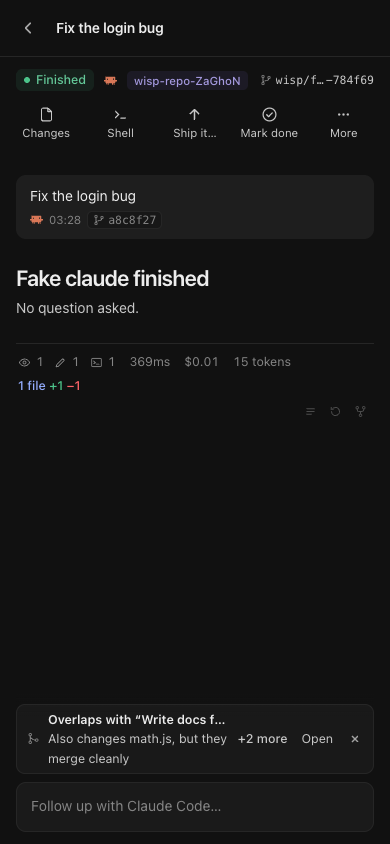 Fix the login bug
Finished
wisp-repo-ZaGhoN
wisp/f…-784f69
Changes
Shell
Ship it…
Mark done
More
Fix the login bug
03:28
a8c8f27
Fake claude finished
No question asked.
1
1
1
369ms
$0.01
15 tokens
1 file +1 −1
Overlaps with “Write docs f…
Also changes math.js, but they
merge cleanly
+2 more
Open
×
Follow up with Claude Code…